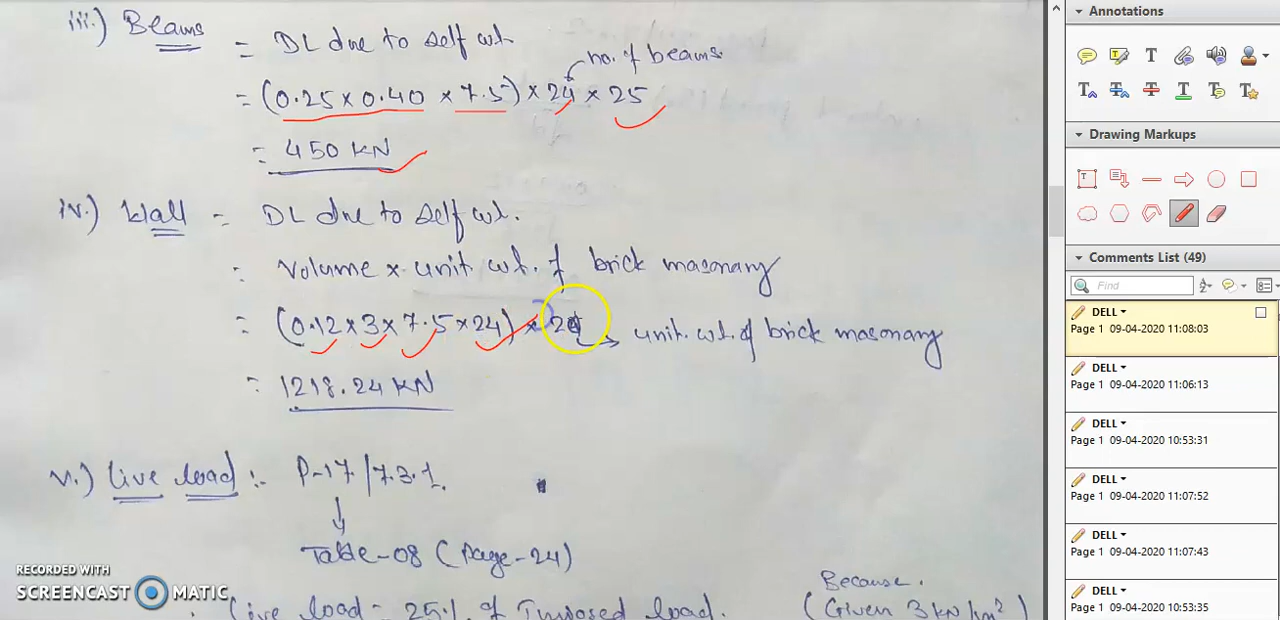 iii.) Beams = DL due to self wt.
no. of beams
= (0.25 x 0.40 x 7.5) x 24 x 25
= 450 KN
iv.) Wall = DL due to self wt.
= Volume x unit wt. of brick masonary
= (0.12 x 3 x 7.5 x 24) x 20 → unit. wt. of brick masonary
= 1218.24 KN
v.) Live load :- P-17/7.3.1.
Table-08 (Page-24)
Because.
Live load = 25% of Imposed load. (Given 3 kN/m²)
RECORDED WITH
SCREENCAST MATIC
Annotations
T
Drawing Markups
Comments List (49)
Find
DELL
Page 1 09-04-2020 11:08:03
DELL
Page 1 09-04-2020 11:06:13
DELL
Page 1 09-04-2020 10:53:31
DELL
Page 1 09-04-2020 11:07:52
DELL
Page 1 09-04-2020 11:07:43
DELL
Page 1 09-04-2020 10:53:35